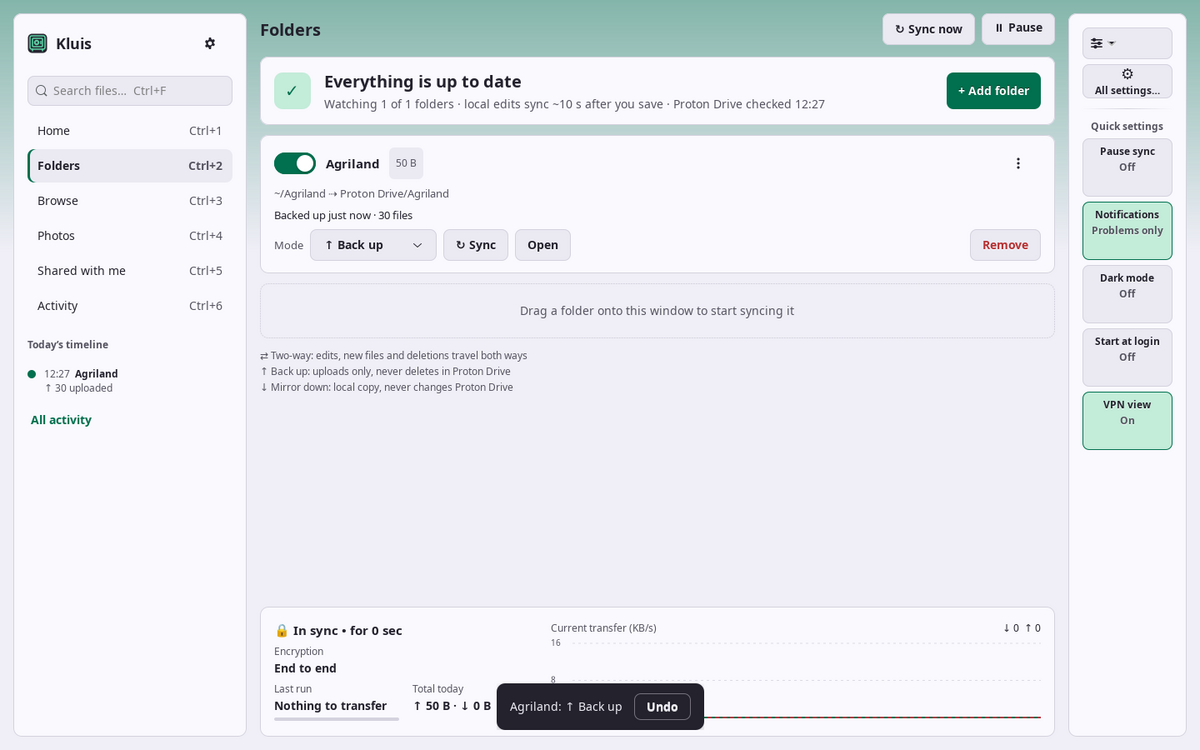 Kluis
Search files... Ctrl+F
Home Ctrl+1
Folders Ctrl+2
Browse Ctrl+3
Photos Ctrl+4
Shared with me Ctrl+5
Activity Ctrl+6
Today's timeline
12:27 Agriland
↑ 30 uploaded
All activity
Folders
↻ Sync now
⏸ Pause
✓
Everything is up to date
Watching 1 of 1 folders · local edits sync ~10 s after you save · Proton Drive checked 12:27
+ Add folder
Agriland 50 B
~/Agriland ⇢ Proton Drive/Agriland
Backed up just now · 30 files
Mode ↑ Back up ↻ Sync Open Remove
Drag a folder onto this window to start syncing it
⇄ Two-way: edits, new files and deletions travel both ways
↑ Back up: uploads only, never deletes in Proton Drive
↓ Mirror down: local copy, never changes Proton Drive
🔒 In sync • for 0 sec
Encryption
End to end
Last run
Nothing to transfer
Total today
↑ 50 B · ↓ 0 B
Current transfer (KB/s) ↓ 0 ↑ 0
16
8
Agriland: ↑ Back up Undo
⚙
All settings...
Quick settings
Pause sync
Off
Notifications
Problems only
Dark mode
Off
Start at login
Off
VPN view
On